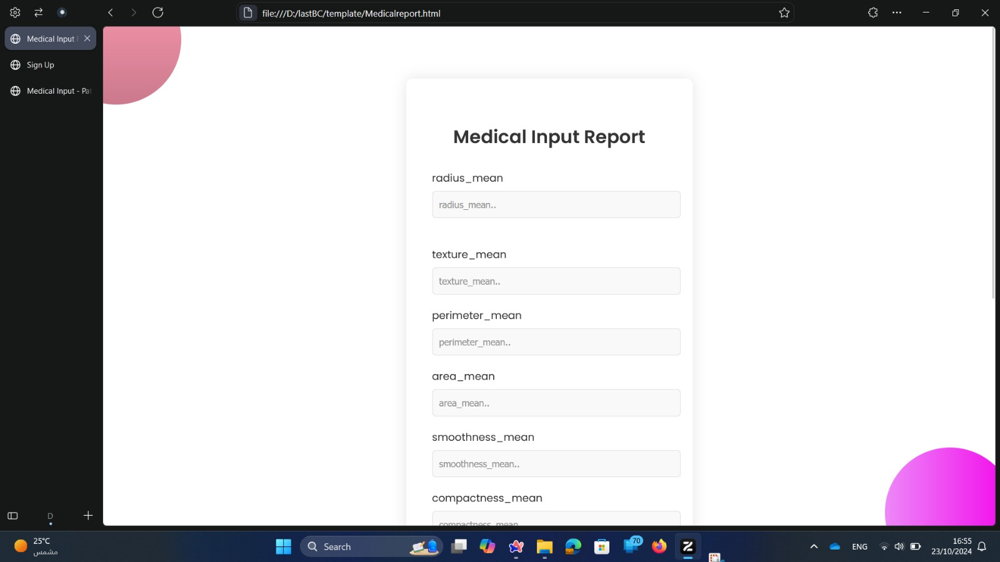 file:///D:/lastBC/template/Medicalreport.html
Medical Input
Sign Up
Medical Input - Pat
Medical Input Report
radius_mean
radius_mean..
texture_mean
texture_mean..
perimeter_mean
perimeter_mean..
area_mean
area_mean..
smoothness_mean
smoothness_mean..
compactness_mean
compactness_mean
D
25°C
مشمس
Search
70
ENG
16:55
23/10/2024